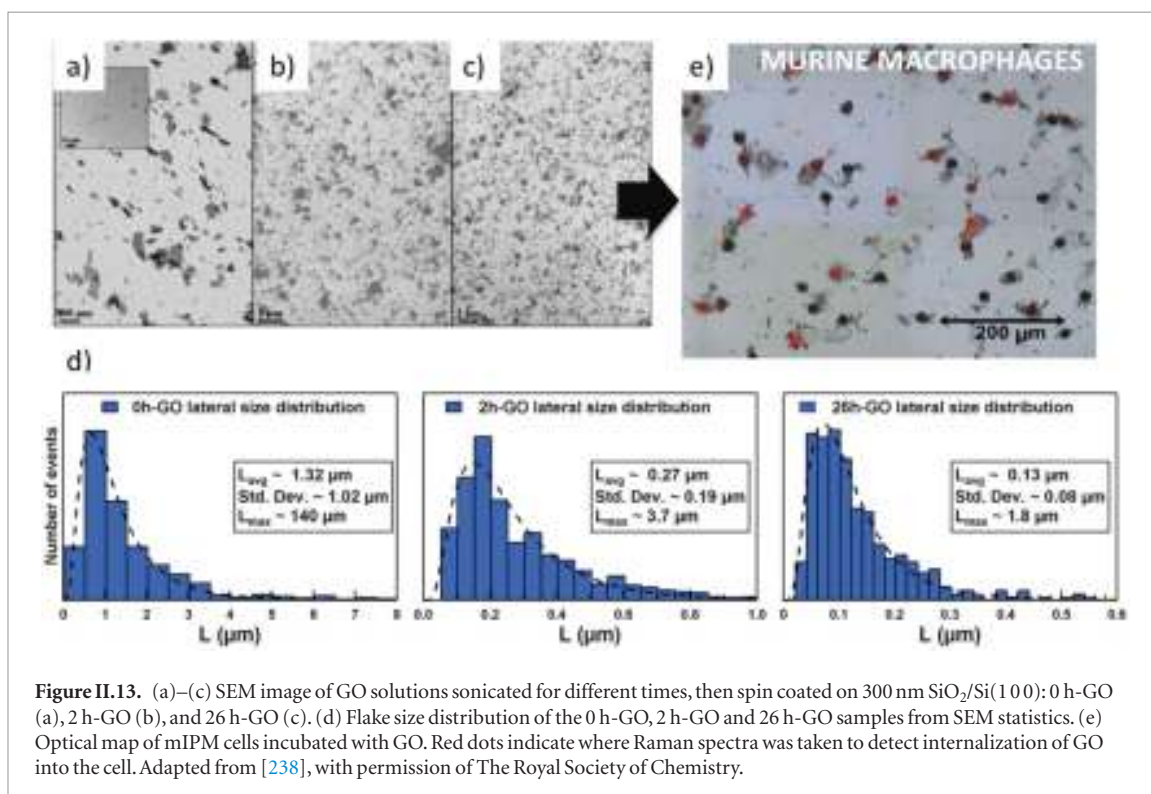 a)
b)
c)
e)
MURINE MACROPHAGES
200 µm
d)
Number of events
0h-GO lateral size distribution
Lavg ~ 1.32 µm
Std. Dev. ~ 1.02 µm
Lmax ~ 140 µm
0 1 2 3 4 5 6 7 8
L (µm)
2h-GO lateral size distribution
Lavg ~ 0.27 µm
Std. Dev. ~ 0.19 µm
Lmax ~ 3.7 µm
0.0 0.2 0.4 0.6 0.8 1.0
L (µm)
26h-GO lateral size distribution
Lavg ~ 0.13 µm
Std. Dev. ~ 0.08 µm
Lmax ~ 1.8 µm
0 0.1 0.2 0.3 0.4 0.5 0.6
L (µm)
Figure II.13. (a)–(c) SEM image of GO solutions sonicated for different times, then spin coated on 300 nm SiO₂/Si(1 0 0): 0 h-GO
(a), 2 h-GO (b), and 26 h-GO (c). (d) Flake size distribution of the 0 h-GO, 2 h-GO and 26 h-GO samples from SEM statistics. (e)
Optical map of mIPM cells incubated with GO. Red dots indicate where Raman spectra was taken to detect internalization of GO
into the cell. Adapted from [238], with permission of The Royal Society of Chemistry.